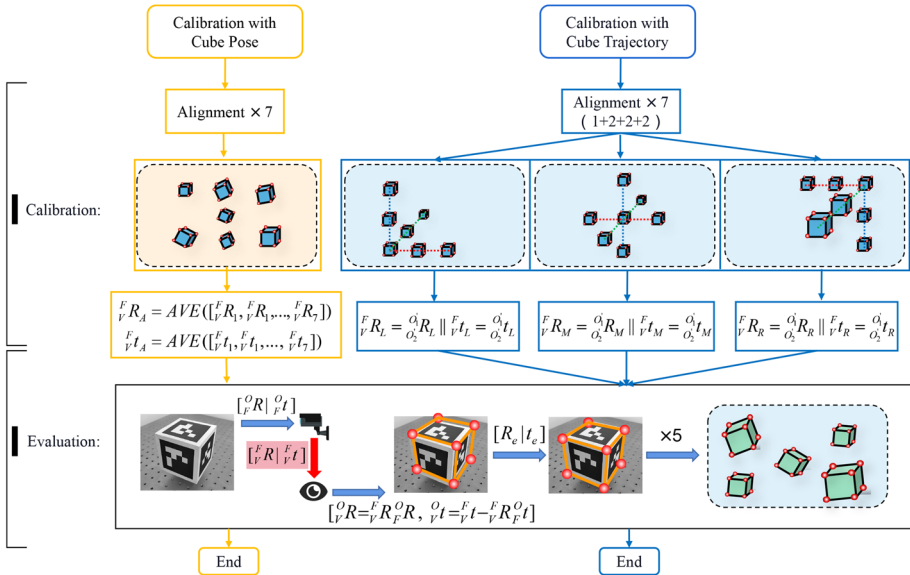 Calibration with
Cube Pose
Calibration with
Cube Trajectory
Alignment × 7
Alignment × 7
( 1+2+2+2 )
Calibration:
^F_V R_A = AVE([^F_V R_1, ^F_V R_1, ..., ^F_V R_7])
^F_V t_A = AVE([^F_V t_1, ^F_V t_1, ..., ^F_V t_7])
^F_V R_L = ^{O_1^i}_{O_2^i} R_L || ^F_V t_L = ^{O_1^i}_{O_2^i} t_L
^F_V R_M = ^{O_1^i}_{O_2^i} R_M || ^F_V t_M = ^{O_1^i}_{O_2^i} t_M
^F_V R_R = ^{O_1^i}_{O_2^i} R_R || ^F_V t_R = ^{O_1^i}_{O_2^i} t_R
Evaluation:
[^O_F R | ^O_F t]
[^F_V R | ^F_V t]
[R_e | t_e]
×5
[^O_V R = ^F_V R ^O_F R, ^O_V t = ^F_V t - ^F_V R ^O_F t]
End
End